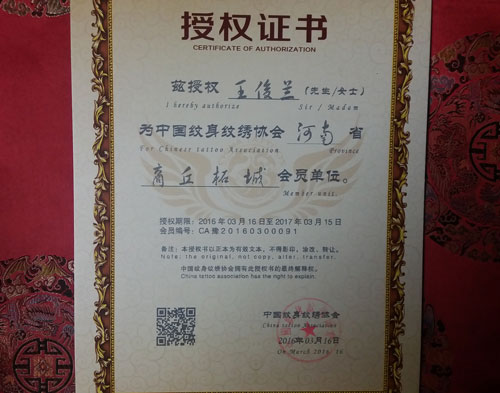 授权证书
CERTIFICATE OF AUTHORIZATION
兹授权 王俊兰 (先生/女士)
I hereby authorize Sir / Madam
为中国纹身纹绣协会 河南 省
For Chinese tattoo Association Province
商丘柘城 会员单位。
Member unit.
授权期限：2016年03月16日至2017年03月15日
会员编号：CA豫20160300091
备注：本授权书以正本为有效文本，不得影印，涂改，转让。
Note: the original, not copy, alter, transfer.
中国纹身纹绣协会拥有此授权书的最终解释权。
China tattoo association has the right to explain.
中国纹身纹绣协会
China tattoo Association
2016年03月16日
On March 2016. 16